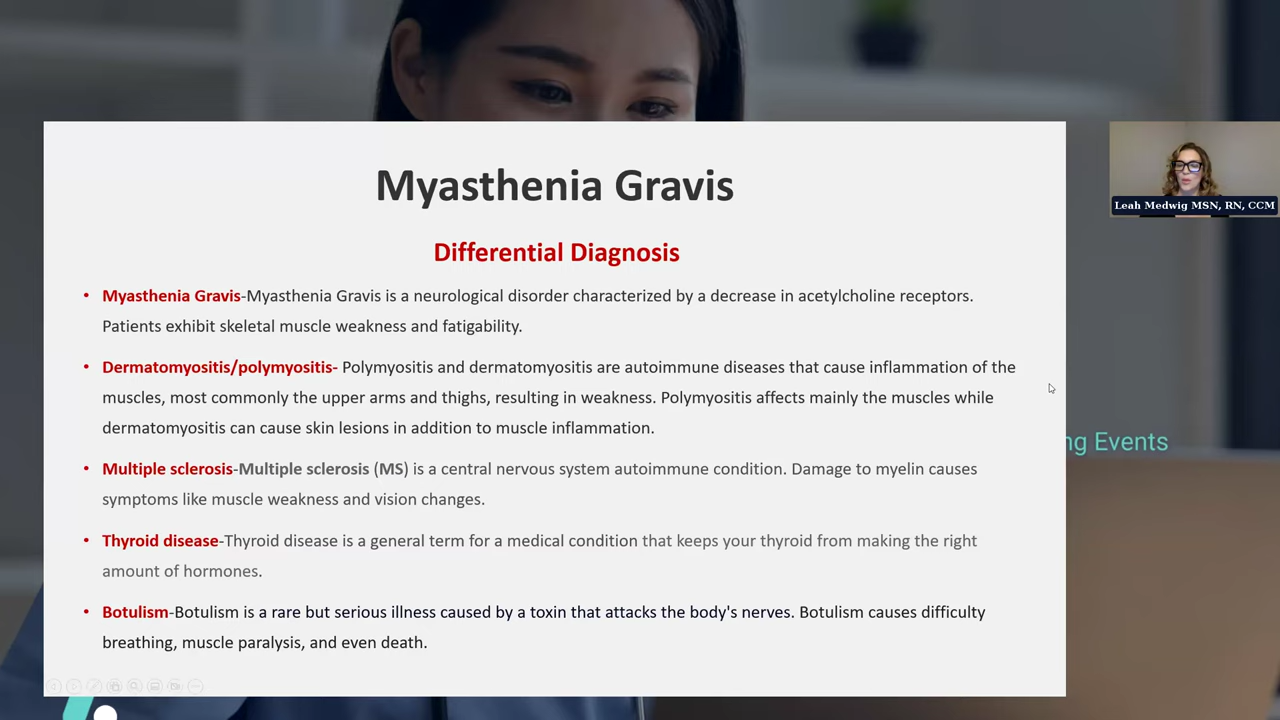 Myasthenia Gravis
Differential Diagnosis
• Myasthenia Gravis-Myasthenia Gravis is a neurological disorder characterized by a decrease in acetylcholine receptors.
Patients exhibit skeletal muscle weakness and fatigability.
• Dermatomyositis/polymyositis- Polymyositis and dermatomyositis are autoimmune diseases that cause inflammation of the
muscles, most commonly the upper arms and thighs, resulting in weakness. Polymyositis affects mainly the muscles while
dermatomyositis can cause skin lesions in addition to muscle inflammation.
• Multiple sclerosis-Multiple sclerosis (MS) is a central nervous system autoimmune condition. Damage to myelin causes
symptoms like muscle weakness and vision changes.
• Thyroid disease-Thyroid disease is a general term for a medical condition that keeps your thyroid from making the right
amount of hormones.
• Botulism-Botulism is a rare but serious illness caused by a toxin that attacks the body's nerves. Botulism causes difficulty
breathing, muscle paralysis, and even death.
Leah Medwig MSN, RN, CCM
ng Events